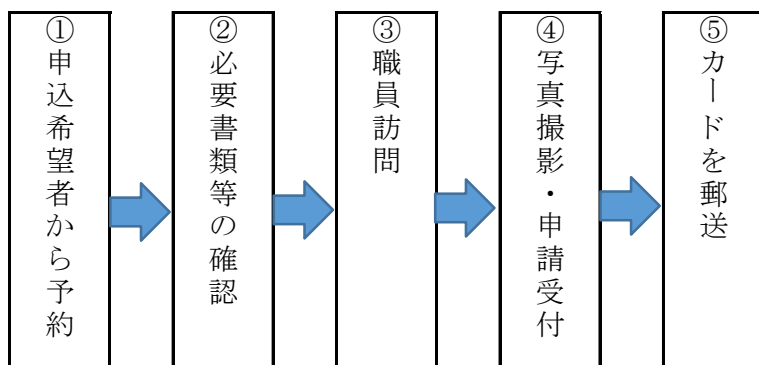 ①申込希望者から予約
②必要書類等の確認
③職員訪問
④写真撮影・申請受付
⑤カードを郵送